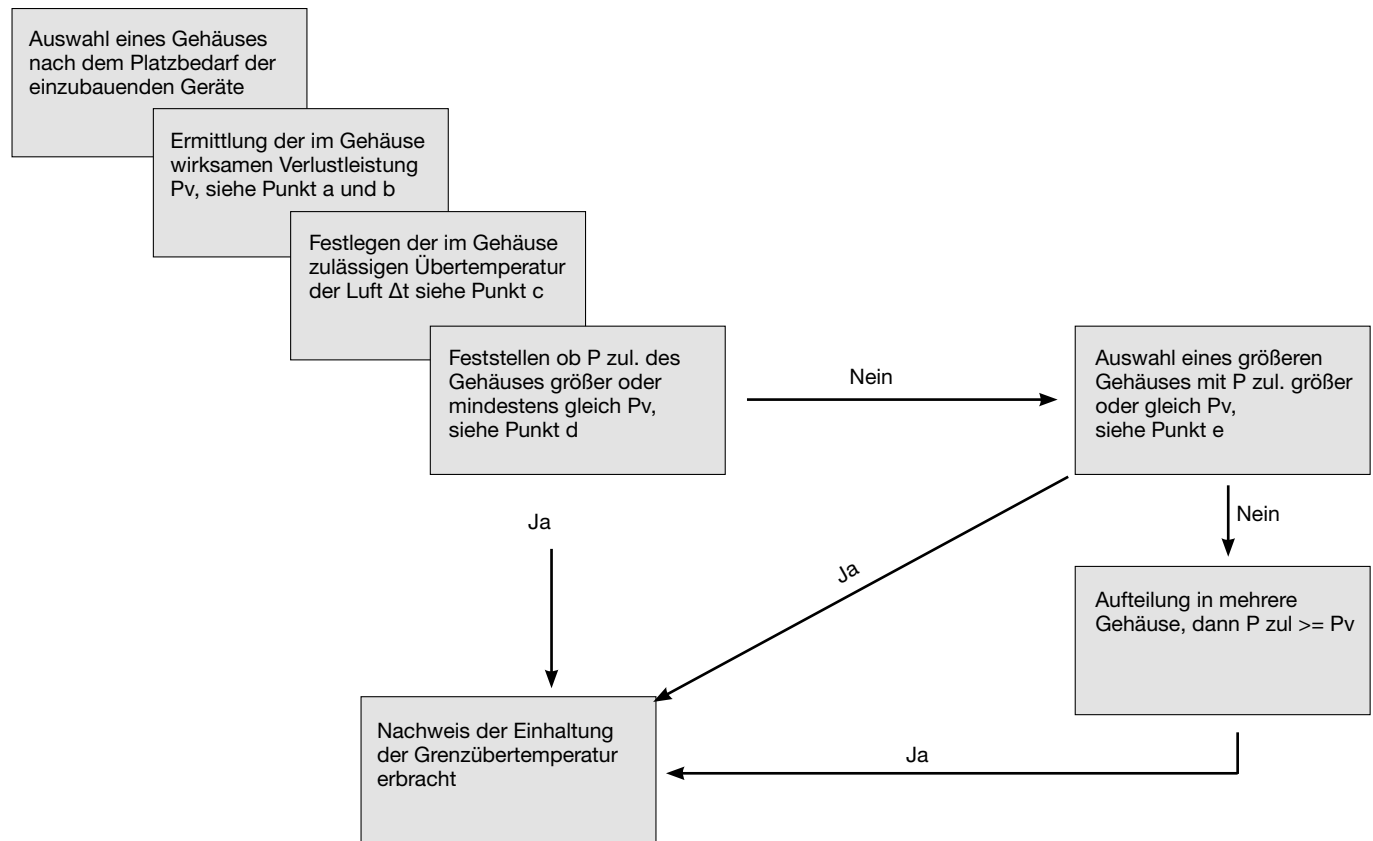 Auswahl eines Gehäuses
nach dem Platzbedarf der
einzubauenden Geräte
Ermittlung der im Gehäuse
wirksamen Verlustleistung
Pv, siehe Punkt a und b
Festlegen der im Gehäuse
zulässigen Übertemperatur
der Luft Δt siehe Punkt c
Feststellen ob P zul. des
Gehäuses größer oder
mindestens gleich Pv,
siehe Punkt d
Nein
Auswahl eines größeren
Gehäuses mit P zul. größer
oder gleich Pv,
siehe Punkt e
Ja
Ja
Nein
Aufteilung in mehrere
Gehäuse, dann P zul >= Pv
Nachweis der Einhaltung
der Grenzübertemperatur
erbracht
Ja